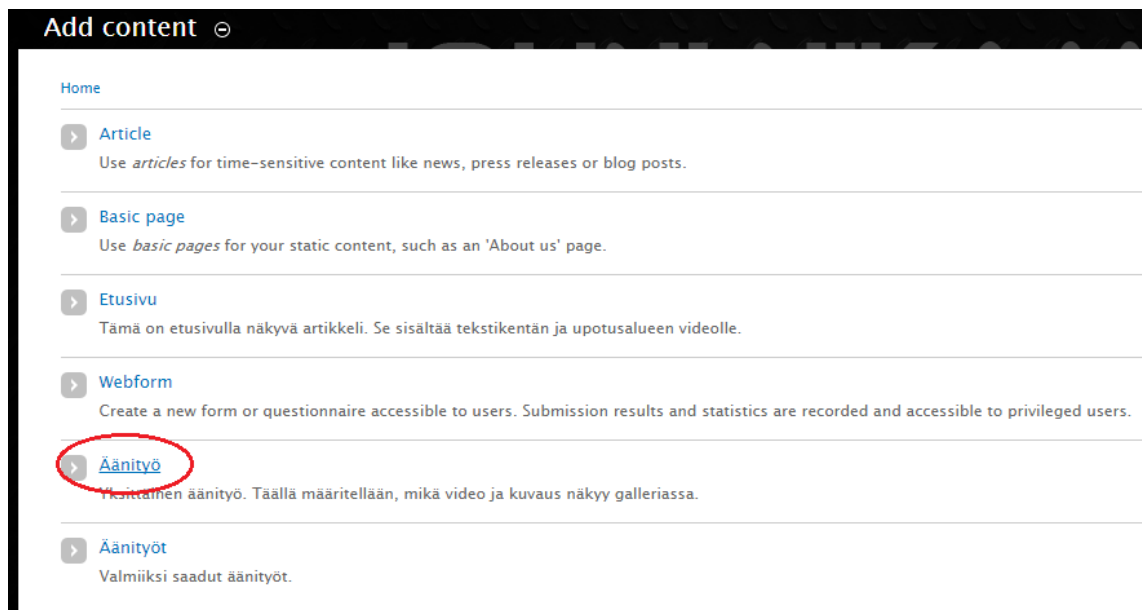 Add content
Home
Article
Use articles for time-sensitive content like news, press releases or blog posts.
Basic page
Use basic pages for your static content, such as an 'About us' page.
Etusivu
Tämä on etusivulla näkyvä artikkeli. Se sisältää tekstikentän ja upotusalueen videolle.
Webform
Create a new form or questionnaire accessible to users. Submission results and statistics are recorded and accessible to privileged users.
Äänityö
Yksittäinen äänityö. Täällä määritellään, mikä video ja kuvaus näkyy galleriassa.
Äänityöt
Valmiiksi saadut äänityöt.